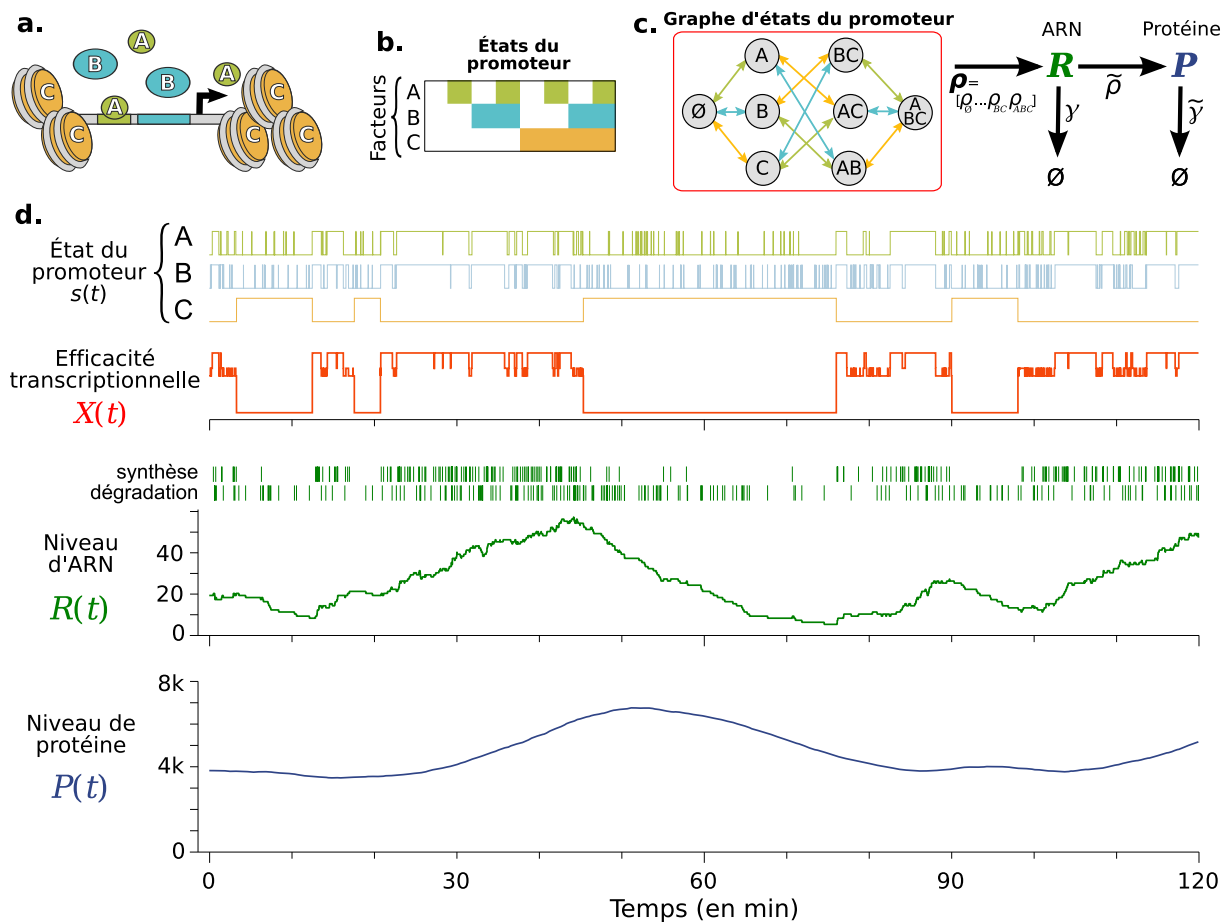 a.
A
B
A
B
A
A
C
C
C
C
C
C
b.
États du
promoteur
Facteurs
A
B
C
c.
Graphe d'états du promoteur
A
BC
Ø
B
AC
A
BC
C
AB
ρ=
[ρØ...ρBC ρABC]
ARN
R
ρ̃
Protéine
P
γ
γ̃
Ø
Ø
d.
État du
promoteur
s(t)
A
B
C
Efficacité
transcriptionnelle
X(t)
synthèse
dégradation
Niveau
d'ARN
R(t)
40
20
0
Niveau de
protéine
P(t)
8k
4k
0
0
30
60
90
120
Temps (en min)